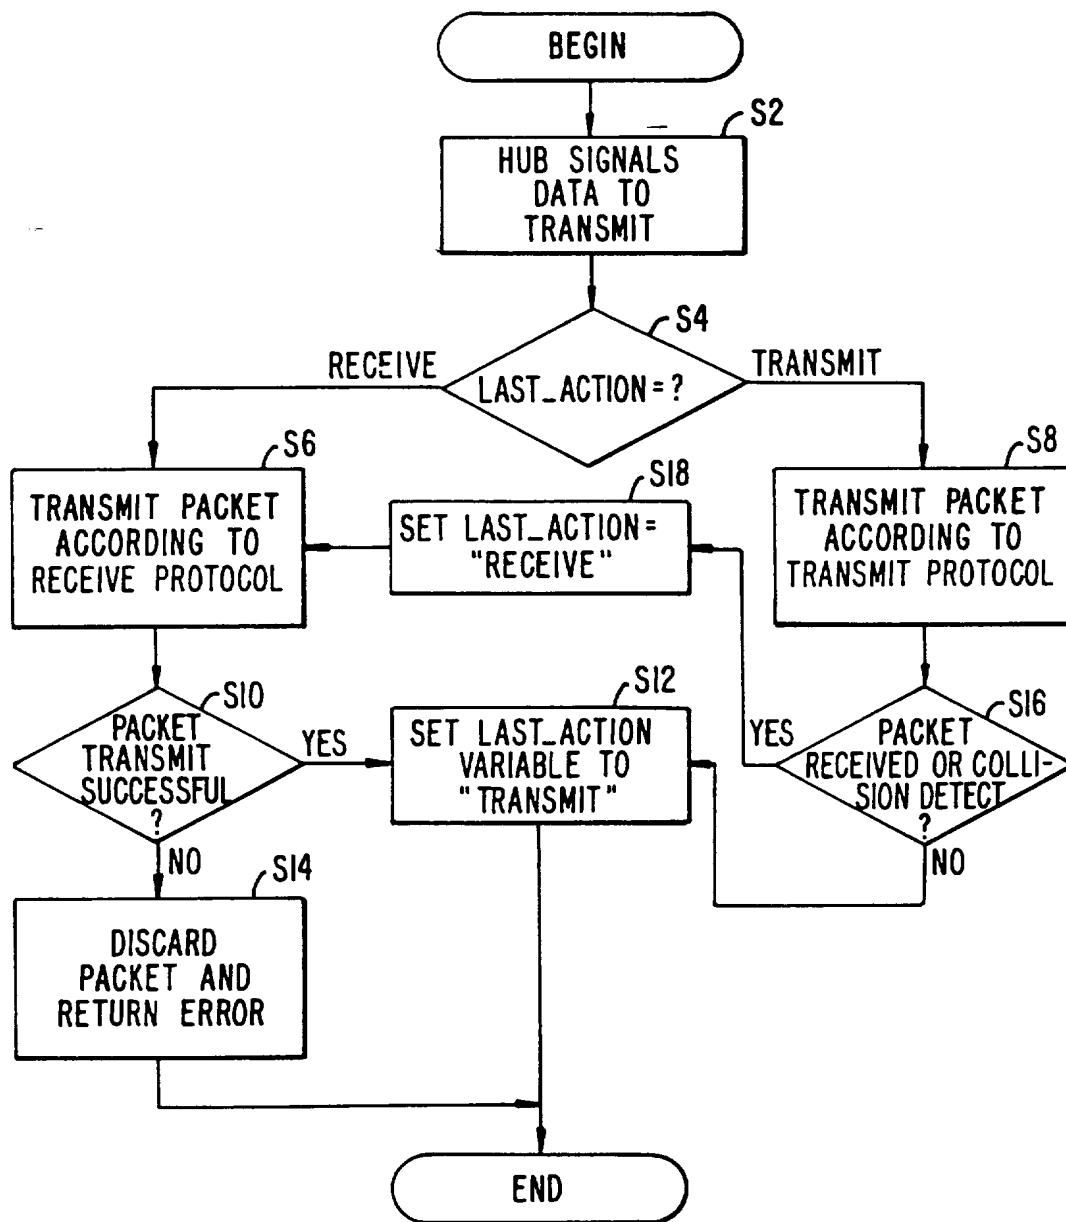 BEGIN
S2
HUB SIGNALS
DATA TO
TRANSMIT
S4
RECEIVE
TRANSMIT
LAST_ACTION=?
S6
S18
S8
TRANSMIT PACKET
ACCORDING TO
RECEIVE PROTOCOL
SET LAST_ACTION=
"RECEIVE"
TRANSMIT PACKET
ACCORDING TO
TRANSMIT PROTOCOL
S10
PACKET
TRANSMIT
SUCCESSFUL
?
YES
NO
S12
SET LAST_ACTION
VARIABLE TO
"TRANSMIT"
S16
YES
PACKET
RECEIVED OR COLLI-
SION DETECT
?
NO
S14
DISCARD
PACKET AND
RETURN ERROR
END